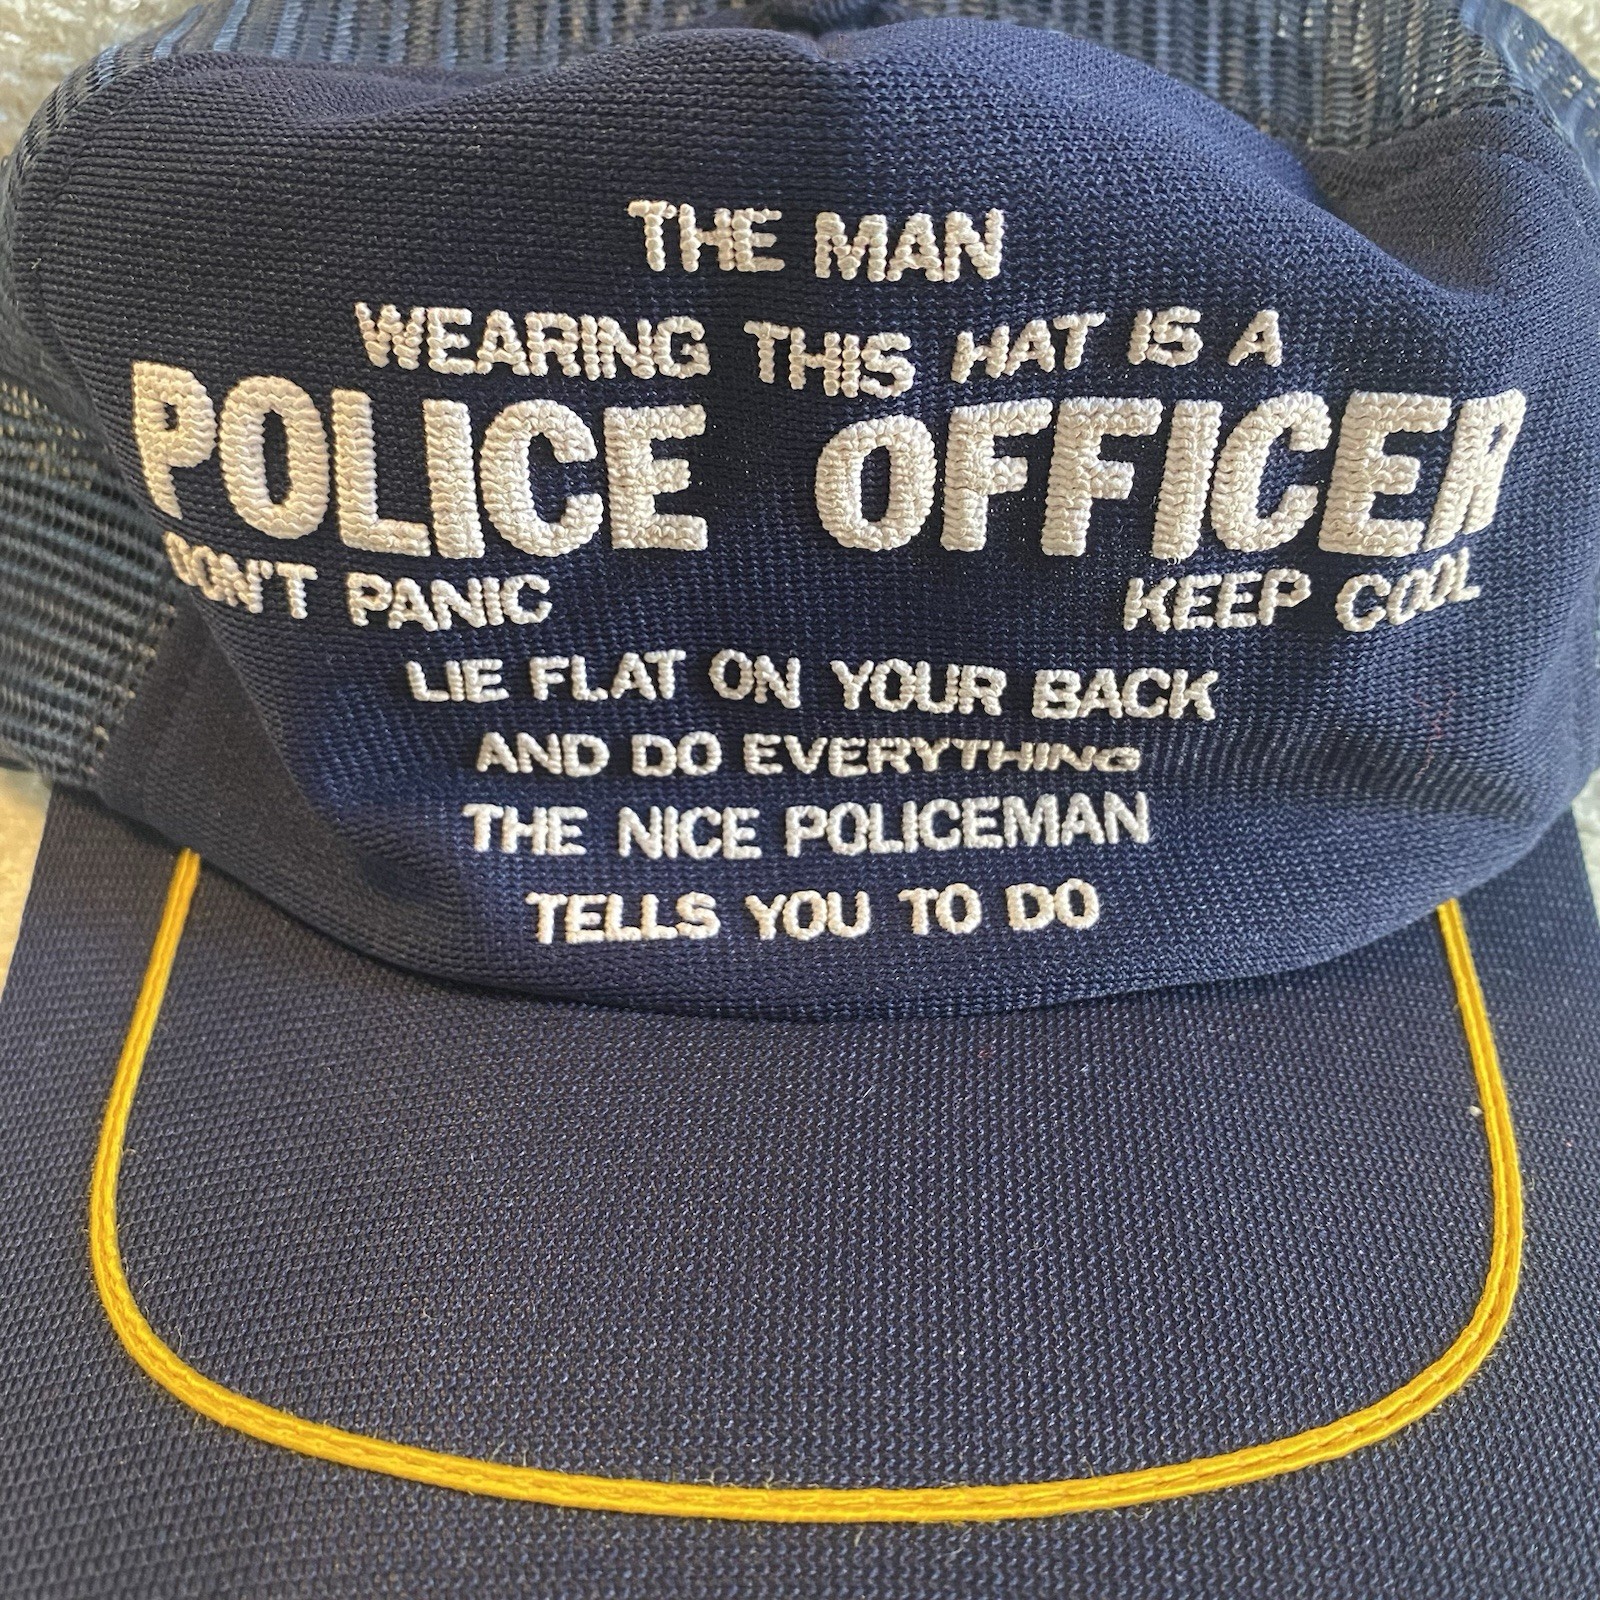 THE MAN
WEARING THIS HAT IS A
POLICE OFFICER
DON'T PANIC KEEP COOL
LIE FLAT ON YOUR BACK
AND DO EVERYTHING
THE NICE POLICEMAN
TELLS YOU TO DO